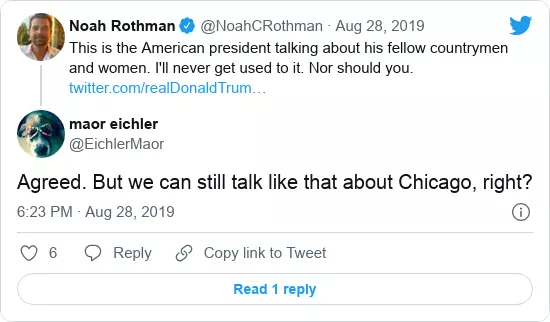 Noah Rothman @NoahCRothman · Aug 28, 2019
This is the American president talking about his fellow countrymen
and women. I'll never get used to it. Nor should you.
twitter.com/realDonaldTrum…
maor eichler
@EichlerMaor
Agreed. But we can still talk like that about Chicago, right?
6:23 PM · Aug 28, 2019
6 Reply Copy link to Tweet
Read 1 reply